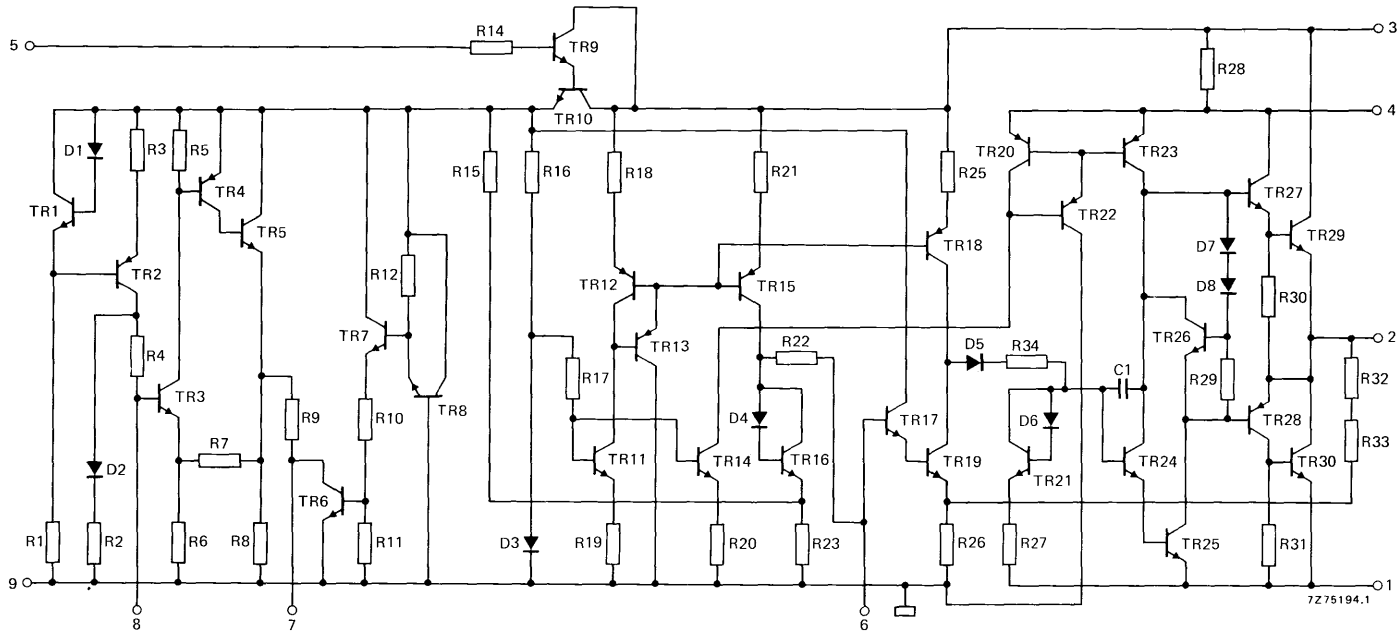 R14
TR9
5
3
R28
TR10
4
D1
R3
R5
TR4
R15
R16
R18
R21
R25
TR20
TR23
TR1
TR5
TR22
TR27
TR2
R12
TR18
D7
TR29
TR12
TR15
D8
R30
R4
TR7
TR13
R22
D5
R34
TR26
2
TR3
R9
R10
TR8
R17
D4
TR17
D6
C1
R29
R32
R7
TR28
R33
D2
TR11
TR14
TR16
TR19
TR21
TR24
TR30
TR6
R1
R2
R6
R8
R11
D3
R19
R20
R23
R26
R27
TR25
R31
9
1
7Z75194.1
8
7
6